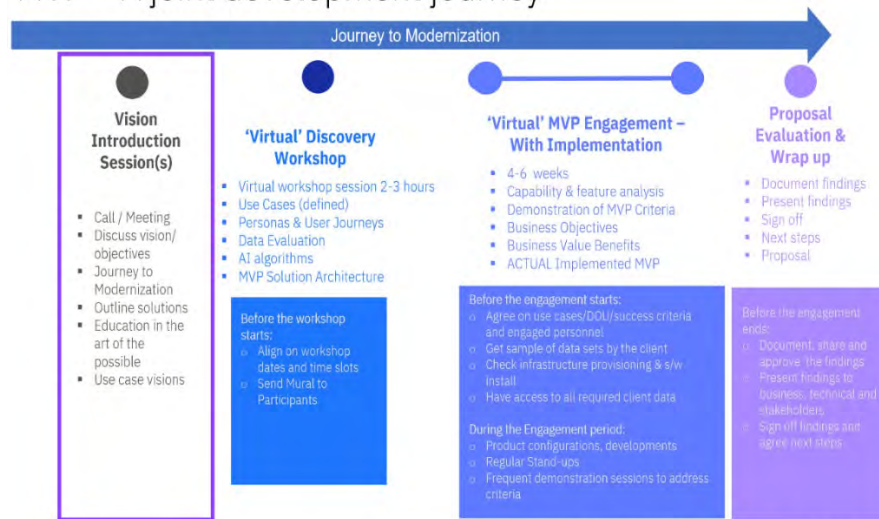 Journey to Modernization
Vision
Introduction
Session(s)
▪ Call / Meeting
▪ Discuss vision/
objectives
▪ Journey to
Modernization
▪ Outline solutions
▪ Education in the
art of the
possible
▪ Use case visions
‘Virtual’ Discovery
Workshop
▪ Virtual workshop session 2-3 hours
▪ Use Cases (defined)
▪ Personas & User Journeys
▪ Data Evaluation
▪ AI algorithms
▪ MVP Solution Architecture
Before the workshop
starts:
o Align on workshop
dates and time slots
o Send Mural to
Participants
‘Virtual’ MVP Engagement –
With Implementation
▪ 4-6 weeks
▪ Capability & feature analysis
▪ Demonstration of MVP Criteria
▪ Business Objectives
▪ Business Value Benefits
▪ ACTUAL Implemented MVP
Before the engagement starts:
o Agree on use cases/DOU/success criteria
and engaged personnel
o Get sample of data sets by the client
o Check infrastructure provisioning & s/w
install
o Have access to all required client data
During the Engagement period:
o Product configurations, developments
o Regular Stand-ups
o Frequent demonstration sessions to address
criteria
Proposal
Evaluation &
Wrap up
▪ Document findings
▪ Present findings
▪ Sign off
▪ Next steps
▪ Proposal
Before the engagement
ends:
o Document, share and
approve the findings
o Present findings to
business, technical and
stakeholders
o Sign off findings and
agree next steps